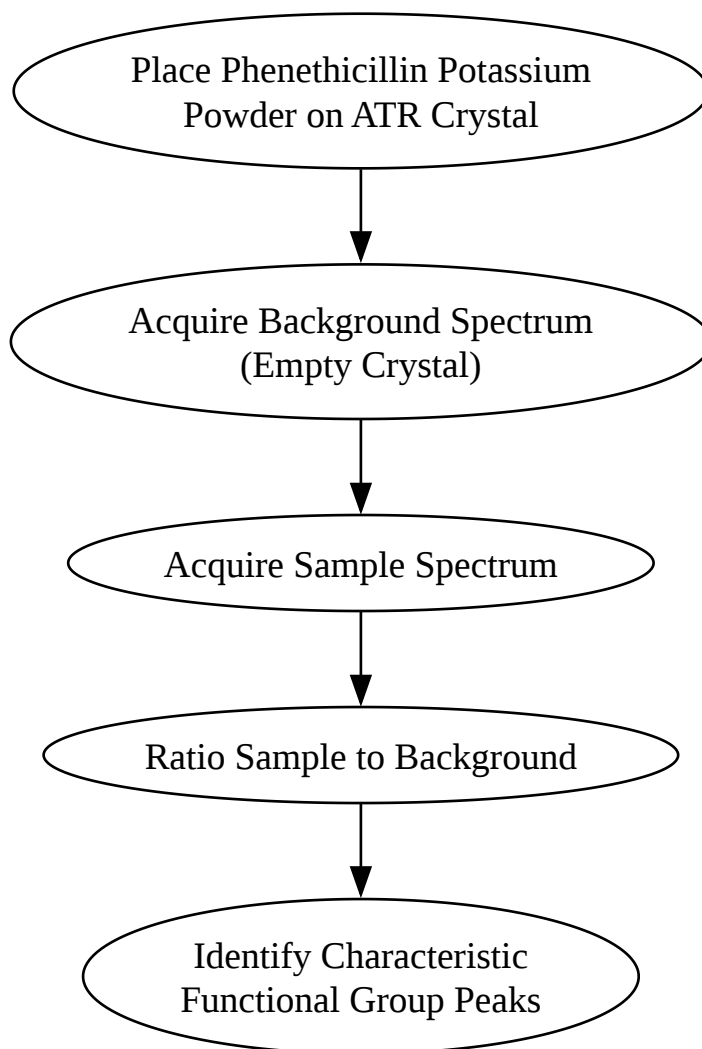 Place Phenethicillin Potassium
Powder on ATR Crystal
Acquire Background Spectrum
(Empty Crystal)
Acquire Sample Spectrum
Ratio Sample to Background
Identify Characteristic
Functional Group Peaks